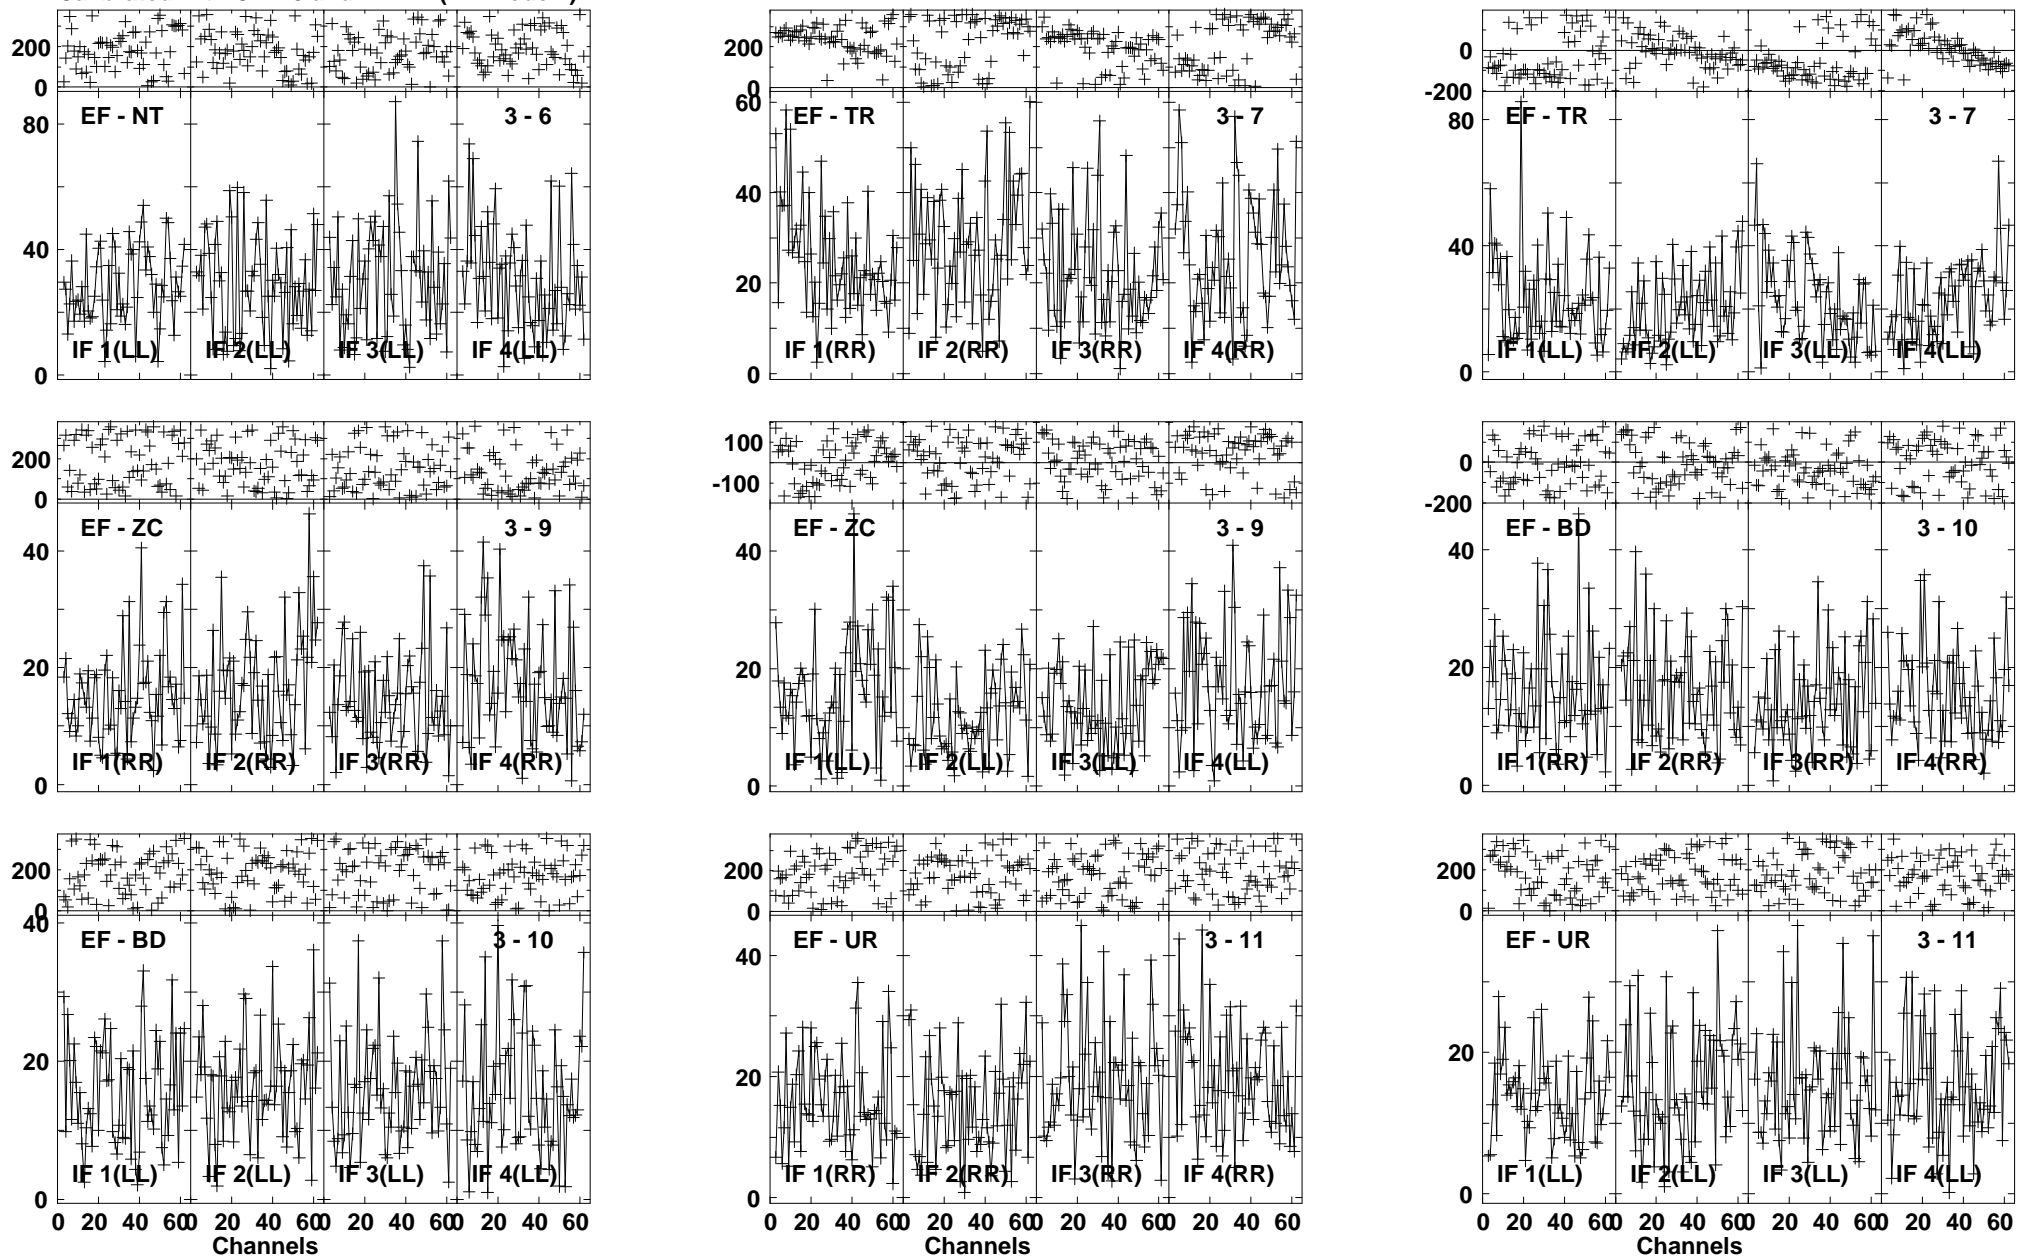 200 200 0
0 0 -200
EF - NT 3 - 6 EF - TR 3 - 7 EF - TR 3 - 7
80 60 80
40 40 40
20
IF 1(LL) IF 2(LL) IF 3(LL) IF 4(LL) IF 1(RR) IF 2(RR) IF 3(RR) IF 4(RR) IF 1(LL) IF 2(LL) IF 3(LL) IF 4(LL)
0 0 0
200 100 0
0 -100 -200
EF - ZC 3 - 9 EF - ZC 3 - 9 EF - BD 3 - 10
40 40 40
20 20 20
IF 1(RR) IF 2(RR) IF 3(RR) IF 4(RR) IF 1(LL) IF 2(LL) IF 3(LL) IF 4(LL) IF 1(RR) IF 2(RR) IF 3(RR) IF 4(RR)
0 0 0
200 200 200
0 0 0
40
EF - BD 3 - 10 EF - UR 3 - 11 EF - UR 3 - 11
40
20 20 20
IF 1(LL) IF 2(LL) IF 3(LL) IF 4(LL) IF 1(RR) IF 2(RR) IF 3(RR) IF 4(RR) IF 1(LL) IF 2(LL) IF 3(LL) IF 4(LL)
0 0 0
0 20 40 60 0 20 40 60 0 20 40 60 0 20 40 60 0 20 40 60 0 20 40 60 0 20 40 60 0 20 40 60 0 20 40 60 0 20 40 60 0 20 40 60 0 20 40 60
Channels Channels